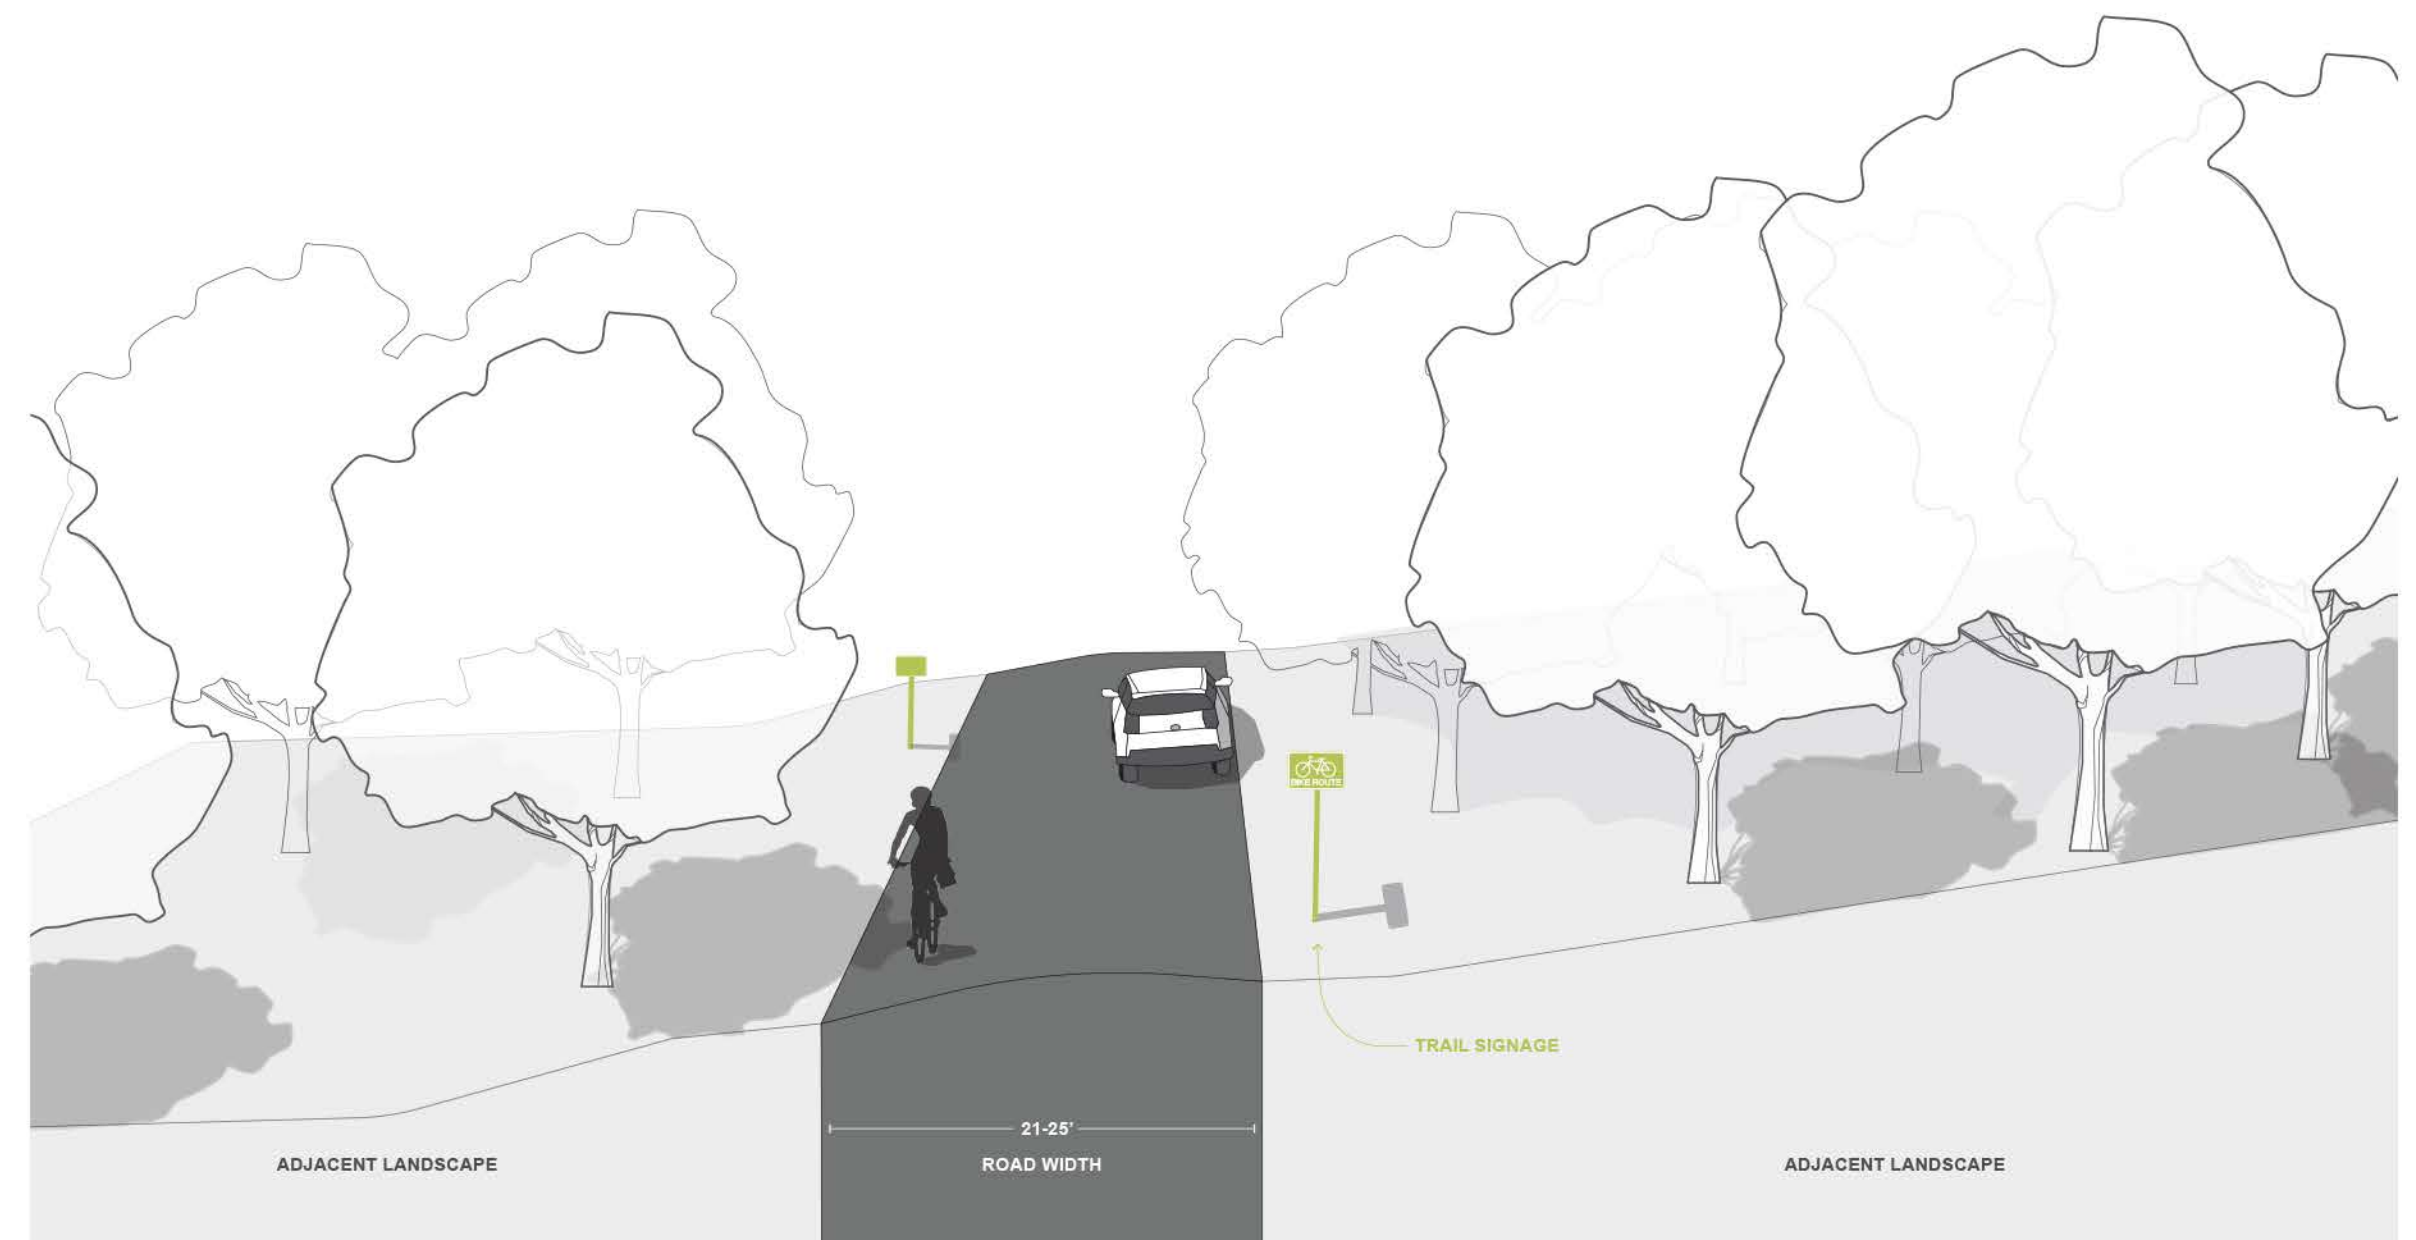 BIKE ROUTE
TRAIL SIGNAGE
21-25'
ADJACENT LANDSCAPE
ROAD WIDTH
ADJACENT LANDSCAPE